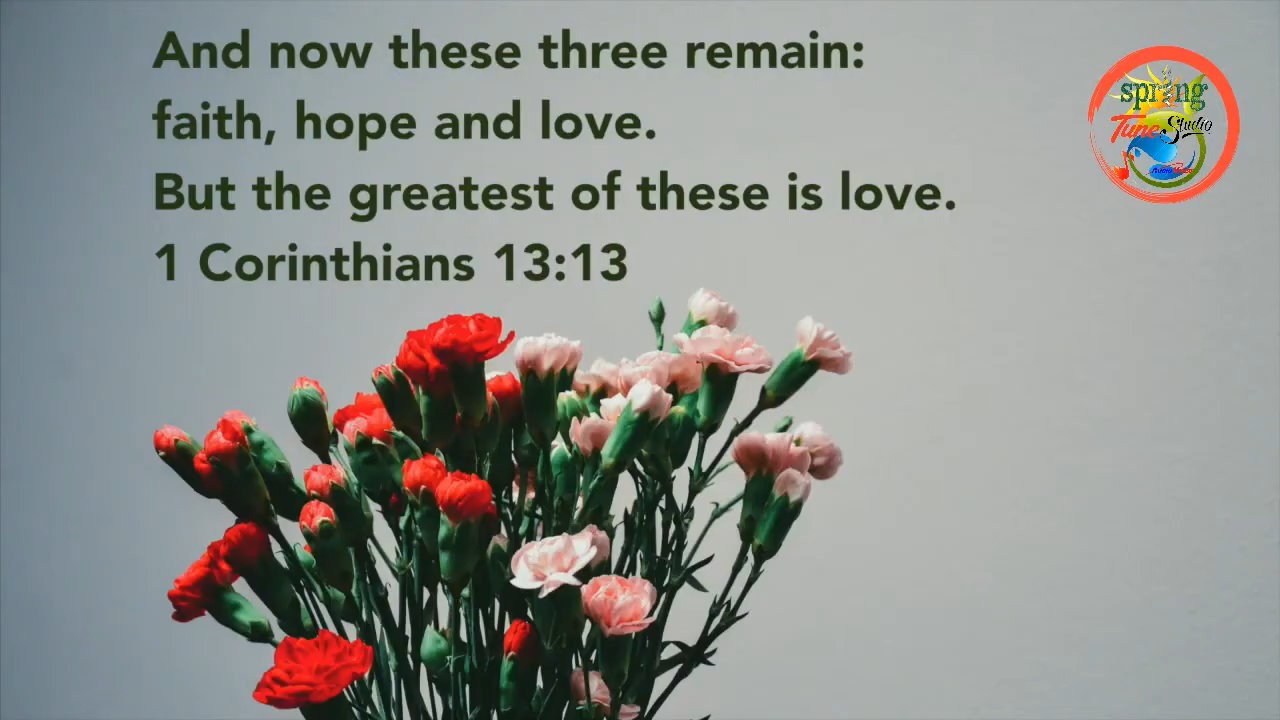 And now these three remain:
faith, hope and love.
But the greatest of these is love.
1 Corinthians 13:13
spring
Tune Studio